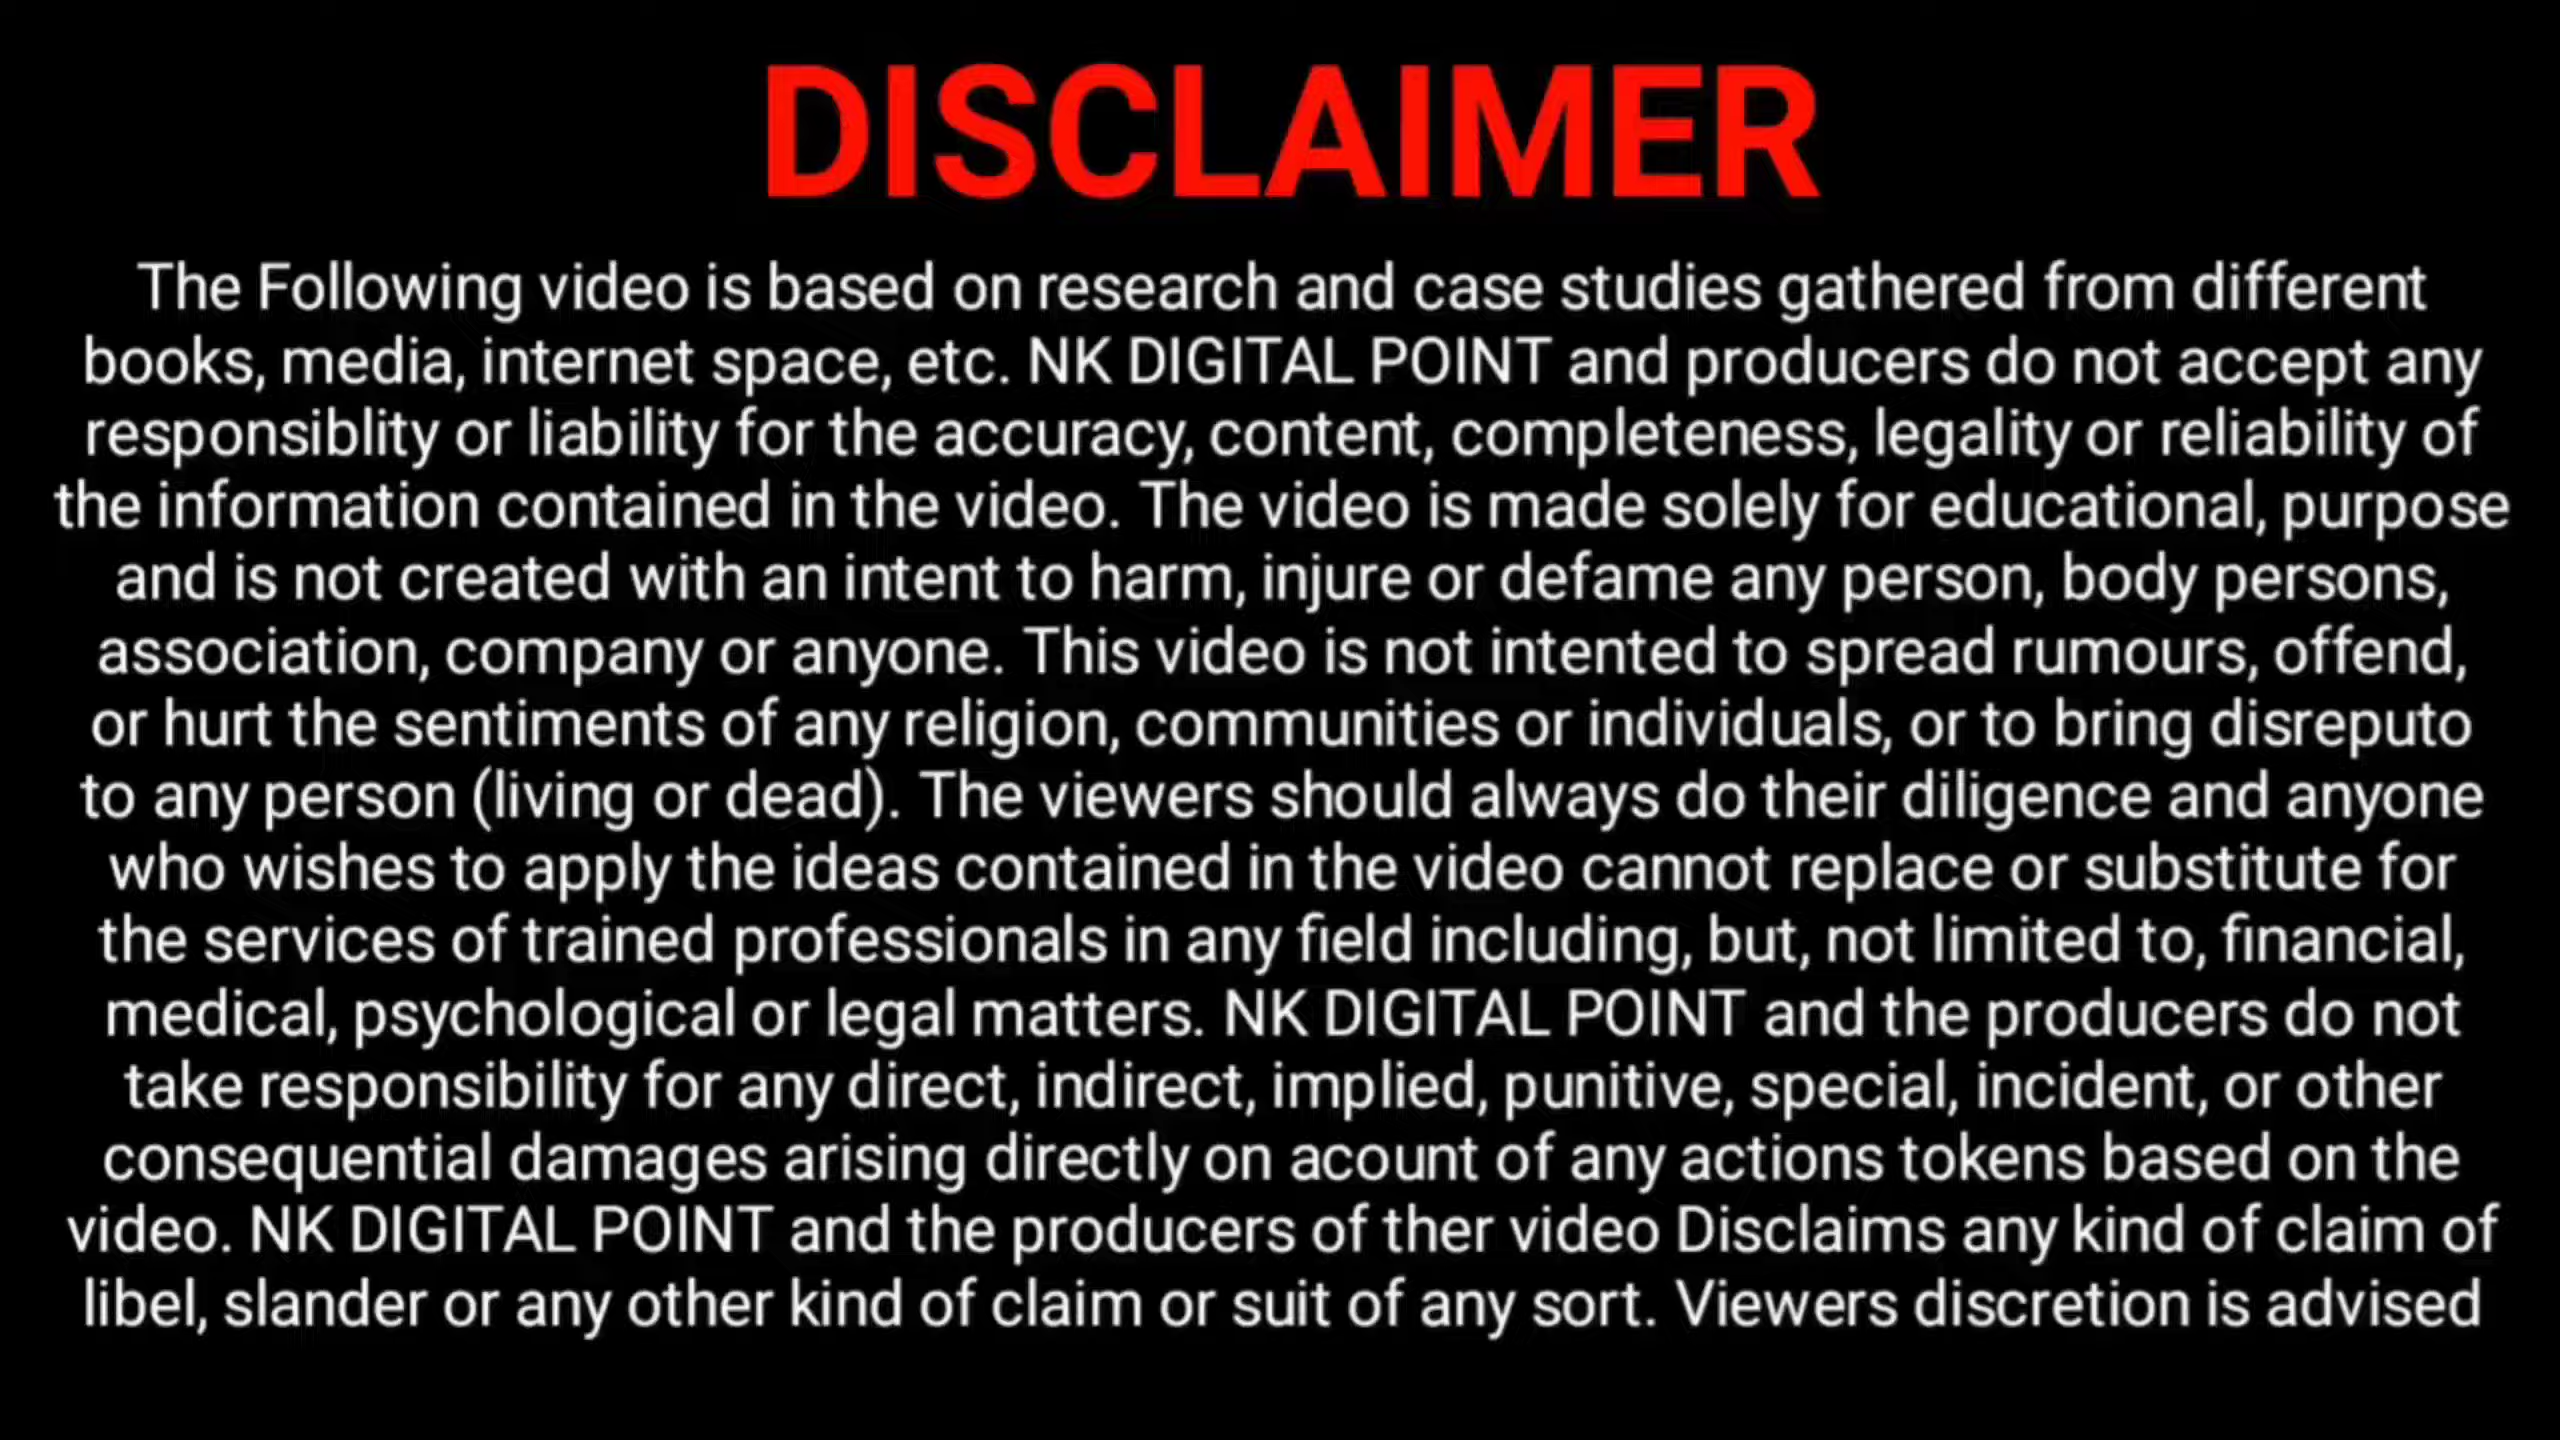 DISCLAIMER
The Following video is based on research and case studies gathered from different
books, media, internet space, etc. NK DIGITAL POINT and producers do not accept any
responsiblity or liability for the accuracy, content, completeness, legality or reliability of
the information contained in the video. The video is made solely for educational, purpose
and is not created with an intent to harm, injure or defame any person, body persons,
association, company or anyone. This video is not intented to spread rumours, offend,
or hurt the sentiments of any religion, communities or individuals, or to bring disreputo
to any person (living or dead). The viewers should always do their diligence and anyone
who wishes to apply the ideas contained in the video cannot replace or substitute for
the services of trained professionals in any field including, but, not limited to, financial,
medical, psychological or legal matters. NK DIGITAL POINT and the producers do not
take responsibility for any direct, indirect, implied, punitive, special, incident, or other
consequential damages arising directly on acount of any actions tokens based on the
video. NK DIGITAL POINT and the producers of ther video Disclaims any kind of claim of
libel, slander or any other kind of claim or suit of any sort. Viewers discretion is advised